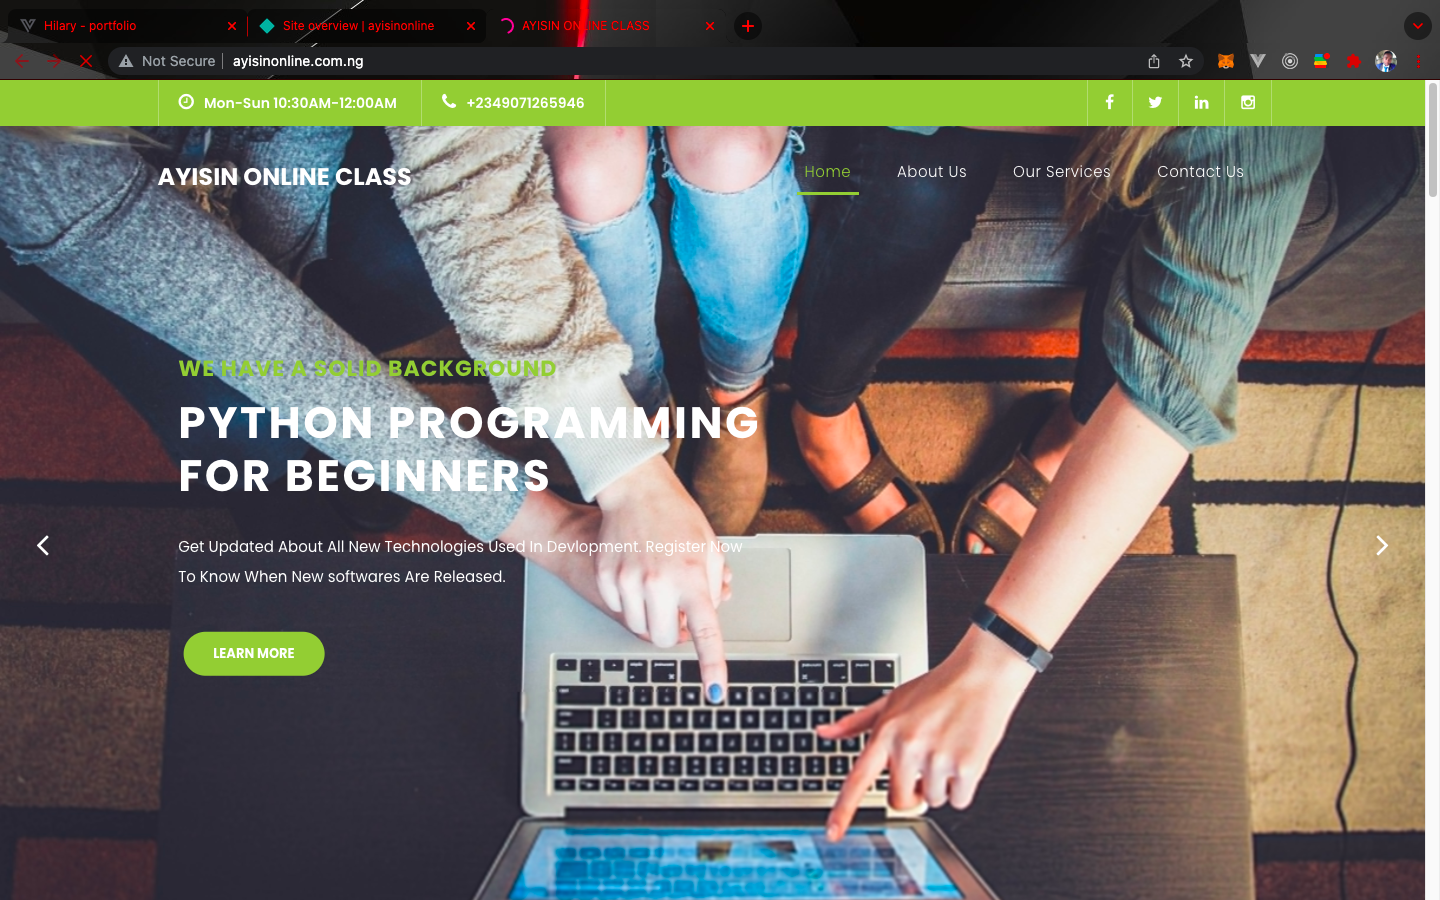 Hilary - portfolio
Site overview | ayisinonline
AYISIN ONLINE CLASS
Not Secure
ayisinonline.com.ng
Mon-Sun 10:30AM-12:00AM
+2349071265946
AYISIN ONLINE CLASS
Home
About Us
Our Services
Contact Us
WE HAVE A SOLID BACKGROUND
PYTHON PROGRAMMING
FOR BEGINNERS
Get Updated About All New Technologies Used In Devlopment. Register Now
To Know When New softwares Are Released.
LEARN MORE